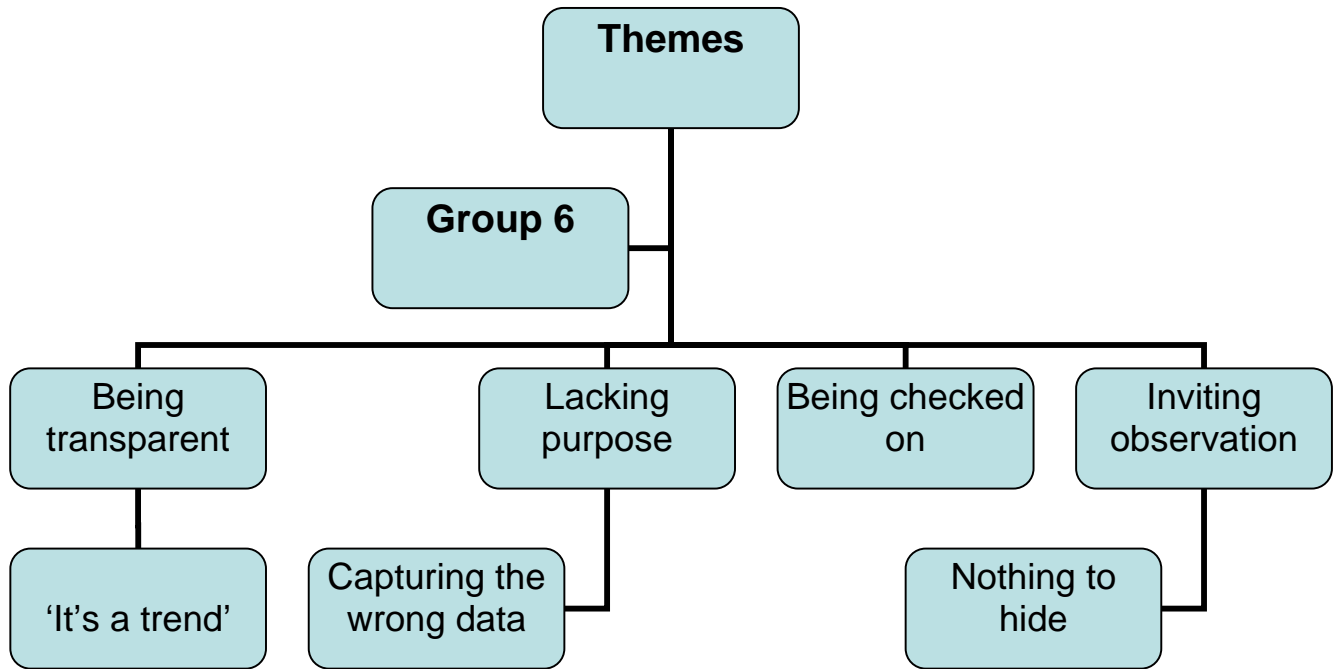 Themes
Group 6
Being
transparent
Lacking
purpose
Being checked
on
Inviting
observation
‘It’s a trend’
Capturing the
wrong data
Nothing to
hide